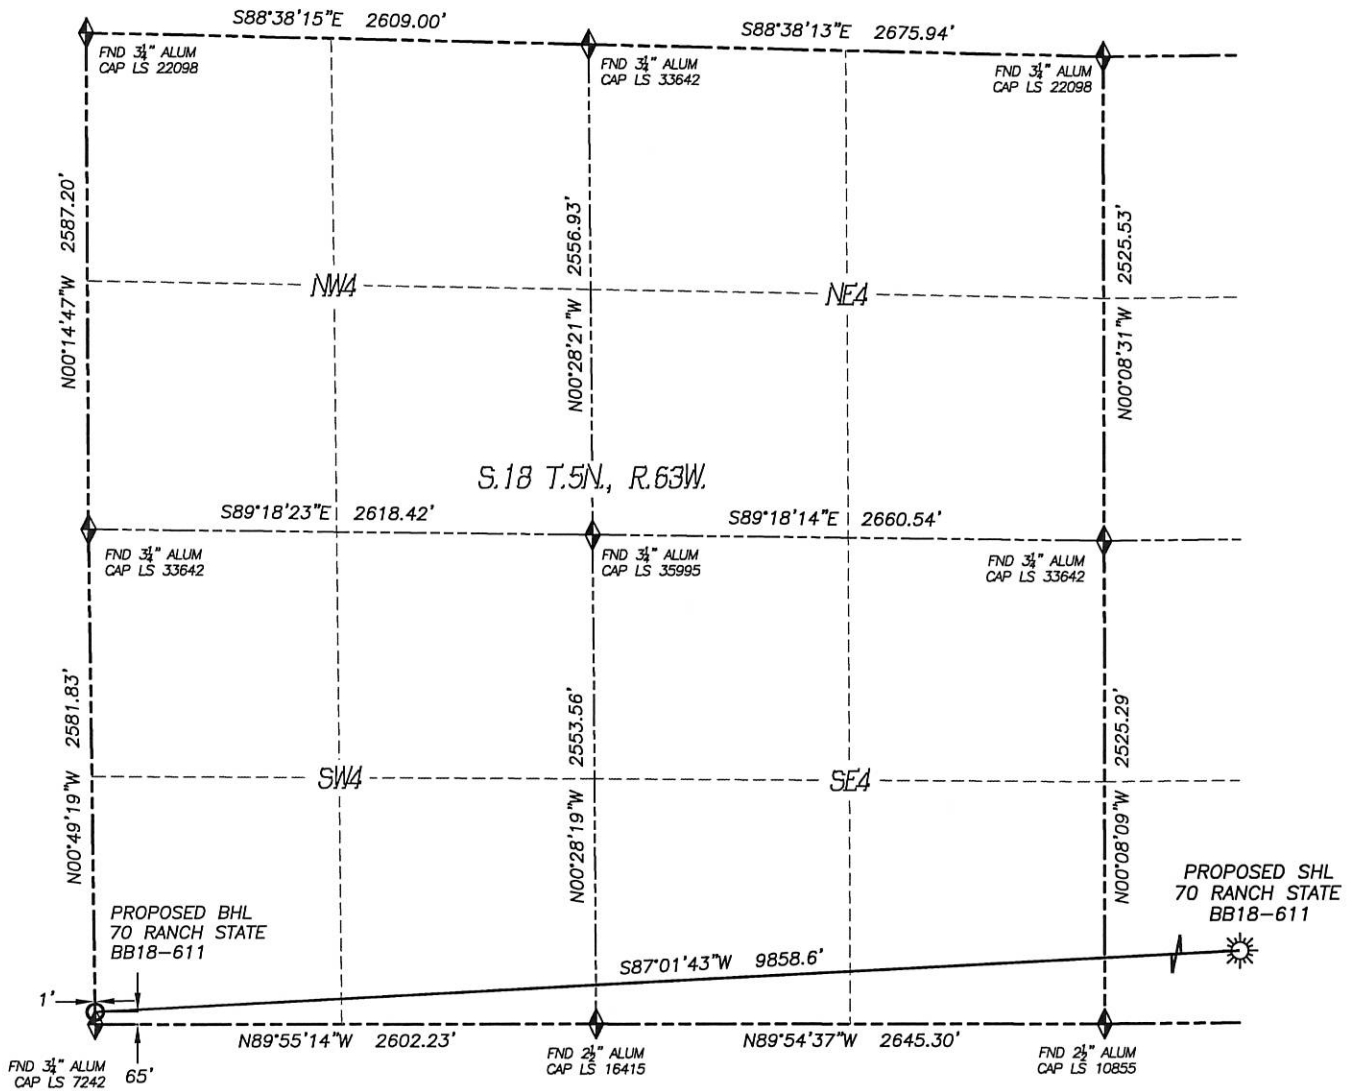 S88°38'15"E 2609.00'
S88°38'13"E 2675.94'
FND 3¼" ALUM
CAP LS 22098
FND 3¼" ALUM
CAP LS 33642
FND 3¼" ALUM
CAP LS 22098
N00°14'47"W 2587.20'
N00°28'21"W 2556.93'
N00°08'31"W 2525.53'
NW4
NE4
S.18 T.5N., R.63W.
S89°18'23"E 2618.42'
S89°18'14"E 2660.54'
FND 3¼" ALUM
CAP LS 33642
FND 3¼" ALUM
CAP LS 35995
FND 3¼" ALUM
CAP LS 33642
N00°49'19"W 2581.83'
N00°28'19"W 2553.56'
N00°08'09"W 2525.29'
SW4
SE4
PROPOSED SHL
70 RANCH STATE
BB18-611
PROPOSED BHL
70 RANCH STATE
BB18-611
S87°01'43"W 9858.6'
1'
N89°55'14"W 2602.23'
N89°54'37"W 2645.30'
FND 3¼" ALUM
CAP LS 7242
65'
FND 2½" ALUM
CAP LS 16415
FND 2½" ALUM
CAP LS 10855